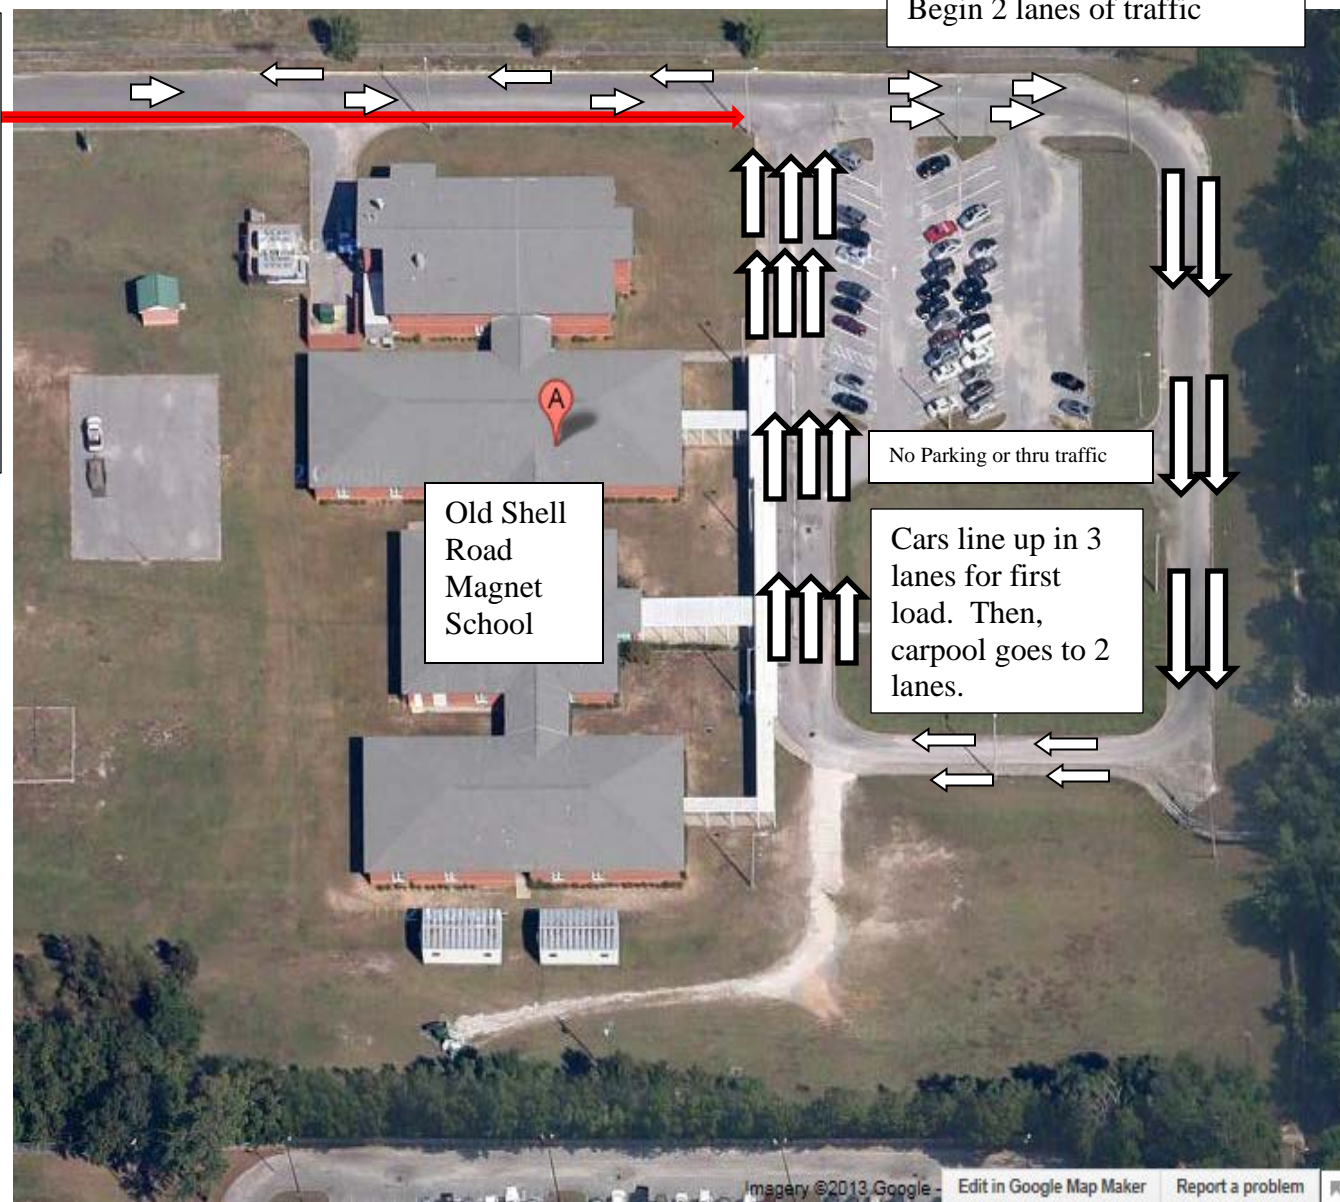 Begin 2 lanes of traffic
A
No Parking or thru traffic
Old Shell
Road
Magnet
School
Cars line up in 3
lanes for first
load.  Then,
carpool goes to 2
lanes.
Imagery ©2013 Google -
Edit in Google Map Maker
Report a problem